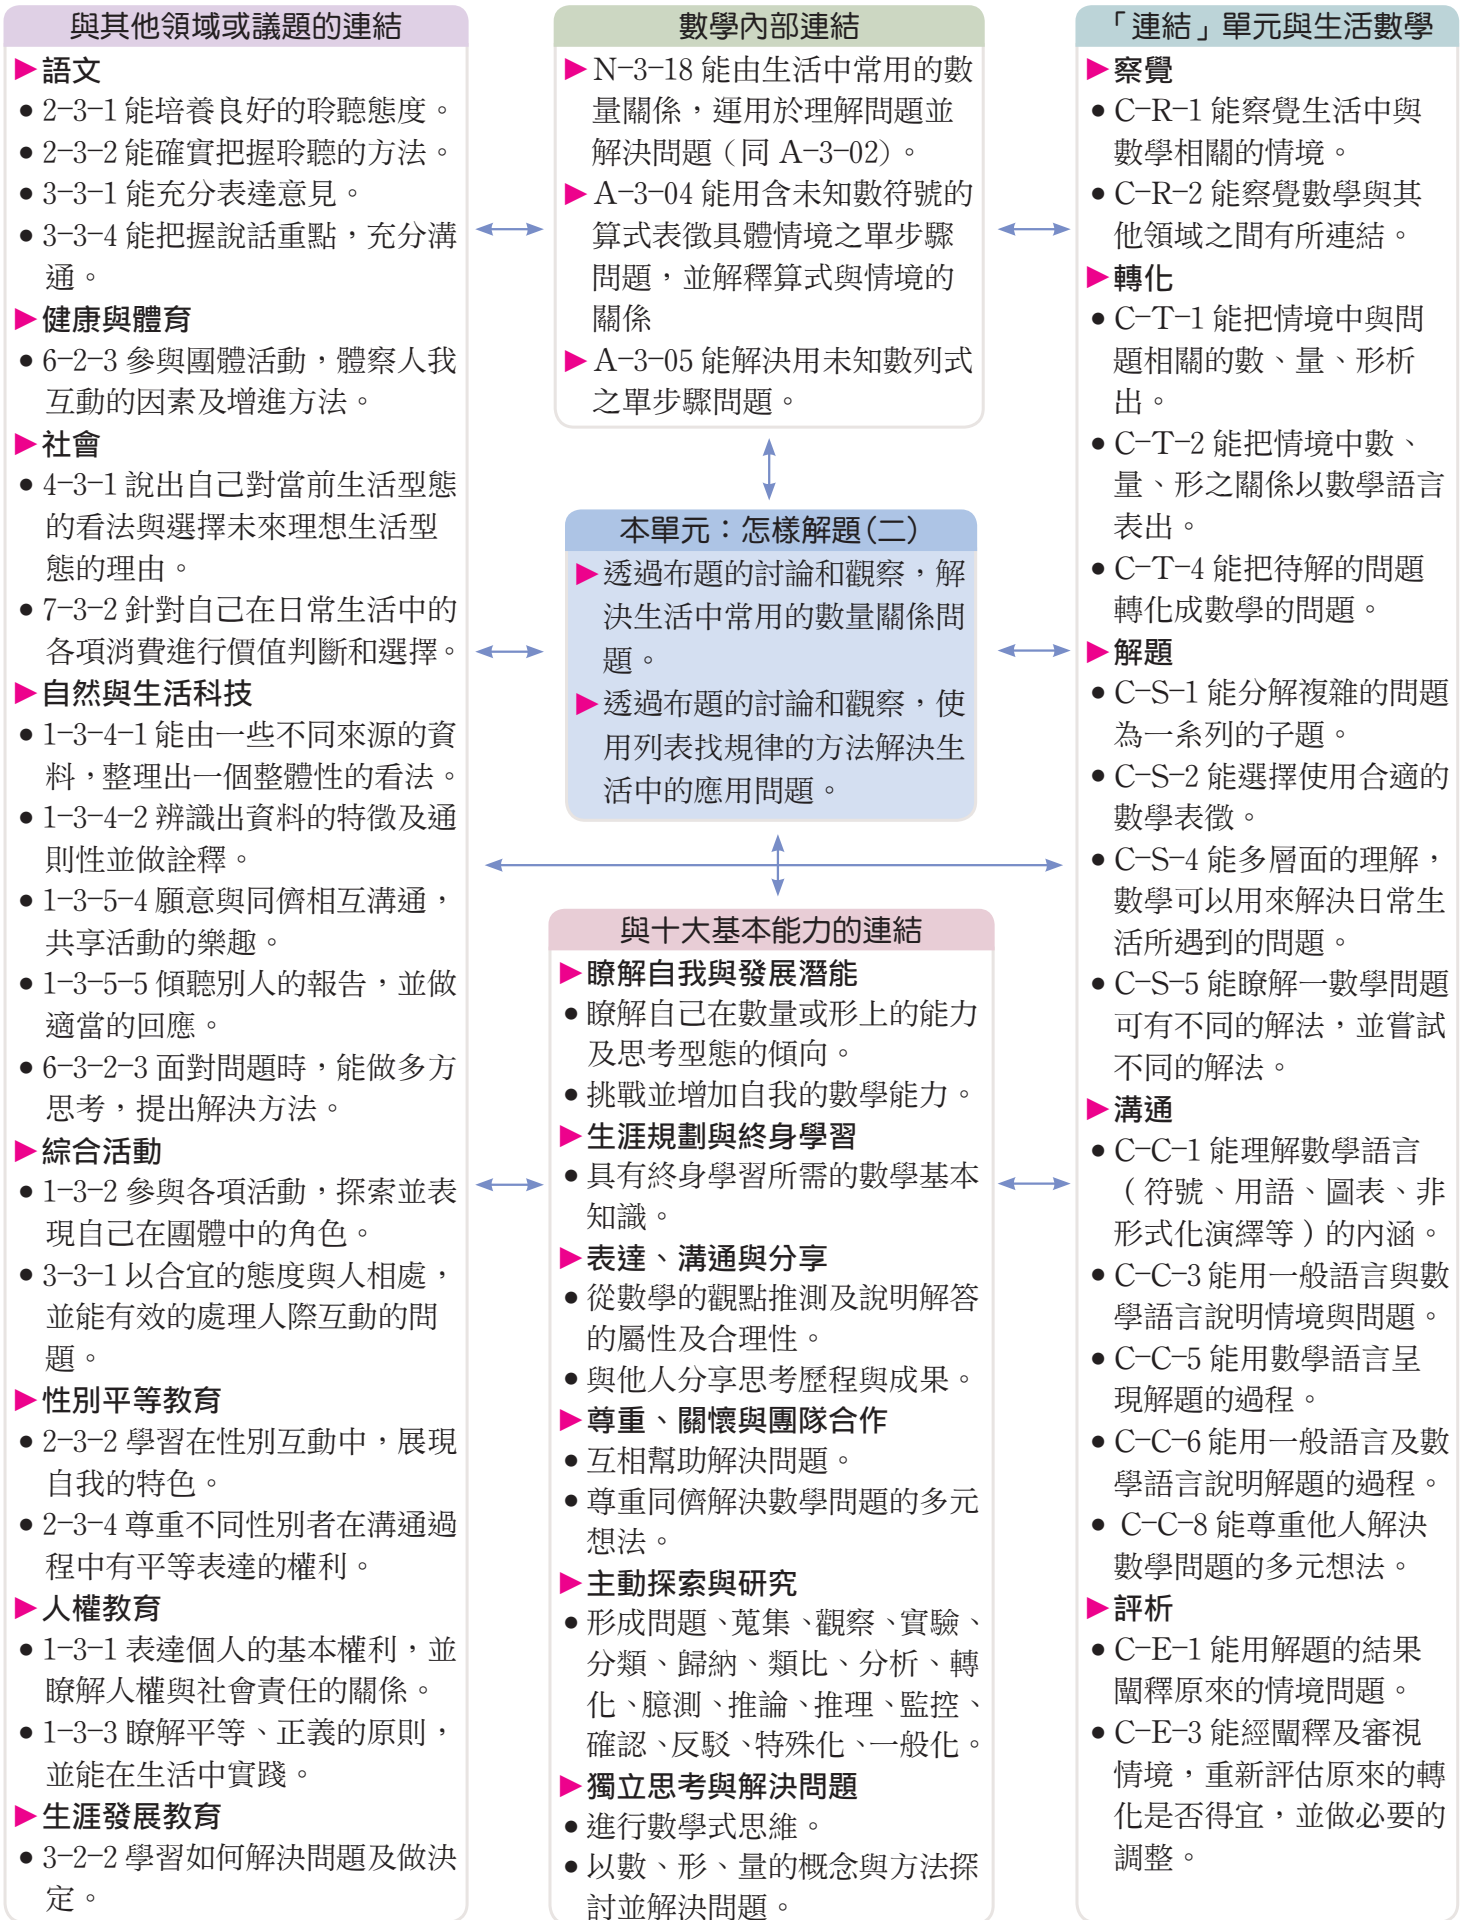 與其他領域或議題的連結
▶語文
● 2-3-1 能培養良好的聆聽態度。
● 2-3-2 能確實把握聆聽的方法。
● 3-3-1 能充分表達意見。
● 3-3-4 能把握說話重點，充分溝
通。
▶健康與體育
● 6-2-3 參與團體活動，體察人我
互動的因素及增進方法。
▶社會
● 4-3-1 說出自己對當前生活型態
的看法與選擇未來理想生活型
態的理由。
● 7-3-2 針對自己在日常生活中的
各項消費進行價值判斷和選擇。
▶自然與生活科技
● 1-3-4-1 能由一些不同來源的資
料，整理出一個整體性的看法。
● 1-3-4-2 辨識出資料的特徵及通
則性並做詮釋。
● 1-3-5-4 願意與同儕相互溝通，
共享活動的樂趣。
● 1-3-5-5 傾聽別人的報告，並做
適當的回應。
● 6-3-2-3 面對問題時，能做多方
思考，提出解決方法。
▶綜合活動
● 1-3-2 參與各項活動，探索並表
現自己在團體中的角色。
● 3-3-1 以合宜的態度與人相處，
並能有效的處理人際互動的問
題。
▶性別平等教育
● 2-3-2 學習在性別互動中，展現
自我的特色。
● 2-3-4 尊重不同性別者在溝通過
程中有平等表達的權利。
▶人權教育
● 1-3-1 表達個人的基本權利，並
瞭解人權與社會責任的關係。
● 1-3-3 瞭解平等、正義的原則，
並能在生活中實踐。
▶生涯發展教育
● 3-2-2 學習如何解決問題及做決
定。
數學內部連結
▶N-3-18 能由生活中常用的數
量關係，運用於理解問題並
解決問題（同 A-3-02）。
▶A-3-04 能用含未知數符號的
算式表徵具體情境之單步驟
問題，並解釋算式與情境的
關係
▶A-3-05 能解決用未知數列式
之單步驟問題。
本單元：怎樣解題(二)
▶透過布題的討論和觀察，解
決生活中常用的數量關係問
題。
▶透過布題的討論和觀察，使
用列表找規律的方法解決生
活中的應用問題。
與十大基本能力的連結
▶瞭解自我與發展潛能
● 瞭解自己在數量或形上的能力
及思考型態的傾向。
● 挑戰並增加自我的數學能力。
▶生涯規劃與終身學習
● 具有終身學習所需的數學基本
知識。
▶表達、溝通與分享
● 從數學的觀點推測及說明解答
的屬性及合理性。
● 與他人分享思考歷程與成果。
▶尊重、關懷與團隊合作
● 互相幫助解決問題。
● 尊重同儕解決數學問題的多元
想法。
▶主動探索與研究
● 形成問題、蒐集、觀察、實驗、
分類、歸納、類比、分析、轉
化、臆測、推論、推理、監控、
確認、反駁、特殊化、一般化。
▶獨立思考與解決問題
● 進行數學式思維。
● 以數、形、量的概念與方法探
討並解決問題。
「連結」單元與生活數學
▶察覺
● C-R-1 能察覺生活中與
數學相關的情境。
● C-R-2 能察覺數學與其
他領域之間有所連結。
▶轉化
● C-T-1 能把情境中與問
題相關的數、量、形析
出。
● C-T-2 能把情境中數、
量、形之關係以數學語言
表出。
● C-T-4 能把待解的問題
轉化成數學的問題。
▶解題
● C-S-1 能分解複雜的問題
為一系列的子題。
● C-S-2 能選擇使用合適的
數學表徵。
● C-S-4 能多層面的理解，
數學可以用來解決日常生
活所遇到的問題。
● C-S-5 能瞭解一數學問題
可有不同的解法，並嘗試
不同的解法。
▶溝通
● C-C-1 能理解數學語言
（符號、用語、圖表、非
形式化演繹等）的內涵。
● C-C-3 能用一般語言與數
學語言說明情境與問題。
● C-C-5 能用數學語言呈
現解題的過程。
● C-C-6 能用一般語言及數
學語言說明解題的過程。
● C-C-8 能尊重他人解決
數學問題的多元想法。
▶評析
● C-E-1 能用解題的結果
闡釋原來的情境問題。
● C-E-3 能經闡釋及審視
情境，重新評估原來的轉
化是否得宜，並做必要的
調整。